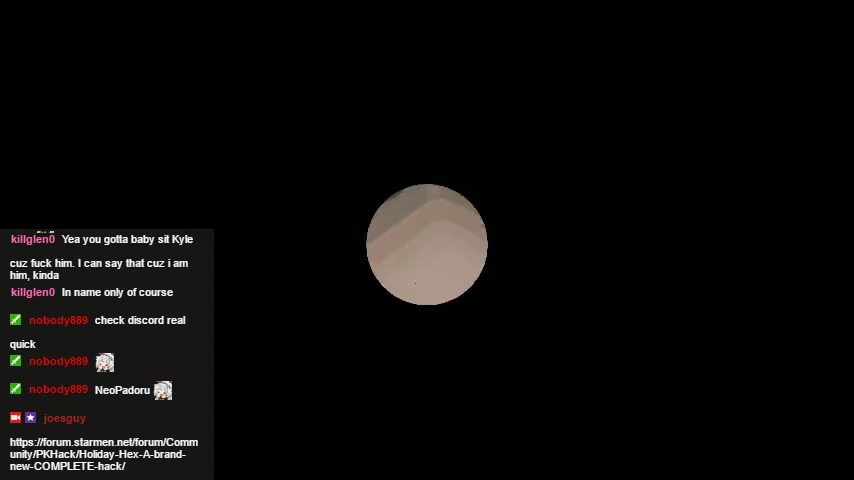 killglen0 Yea you gotta baby sit Kyle
cuz fuck him. I can say that cuz i am
him, kinda
killglen0 In name only of course
nobody889 check discord real
quick
nobody889
nobody889 NeoPadoru
joesguy
https://forum.starmen.net/forum/Comm
unity/PKHack/Holiday-Hex-A-brand-
new-COMPLETE-hack/